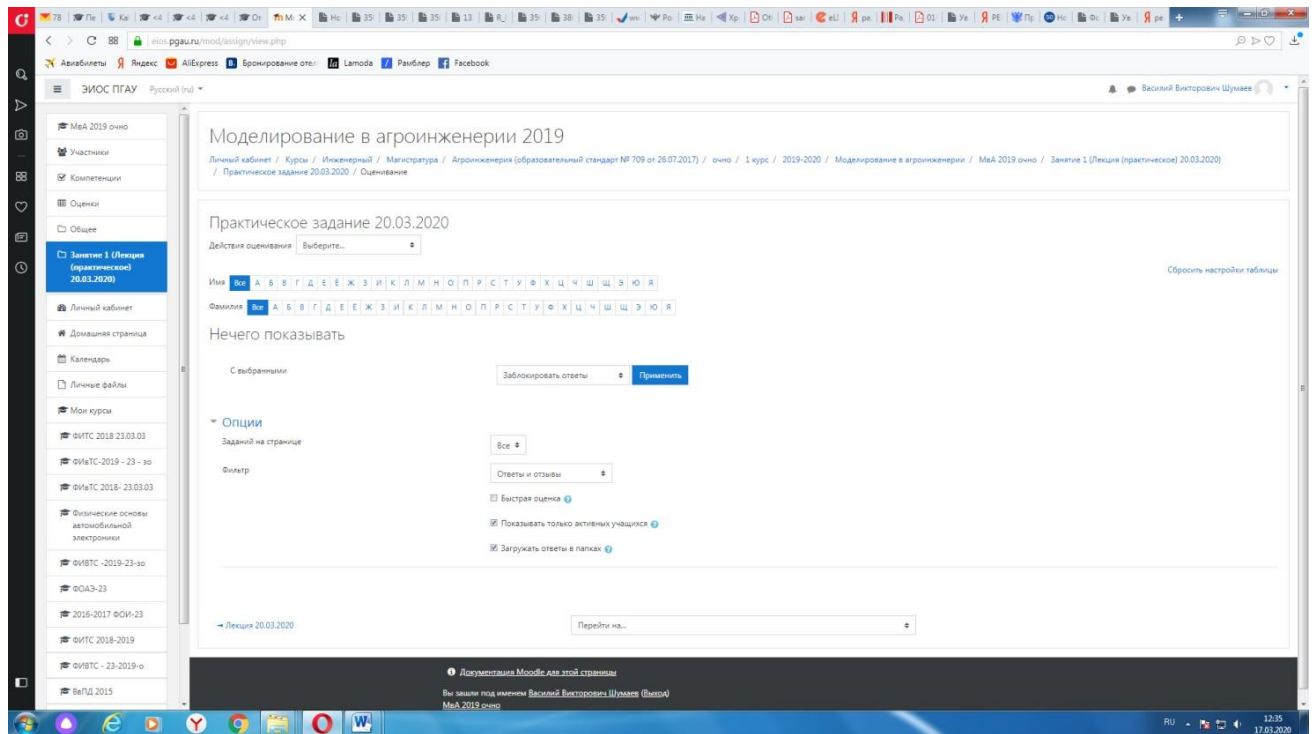 eios.pgau.ru/mod/assign/view.php
Авиабилеты Яндекс AliExpress Бронирование оте Lamoda Рамблер Facebook
ЭИОС ПГАУ Русский (ru)
Василий Викторович Шумаев
МвА 2019 очно
Участники
Компетенции
Оценки
Общее
Занятие 1 (Лекция
(практическое)
20.03.2020)
Личный кабинет
Домашняя страница
Календарь
Личные файлы
Мои курсы
ФИТС 2018 23.03.03
ФИвТС-2019 - 23 - зо
ФИвТС 2018- 23.03.03
Физические основы
автомобильной
электроники
ФИВТС -2019-23-зо
ФОАЭ-23
2016-2017 ФОИ-23
ФИТС 2018-2019
ФИВТС - 23-2019-о
ВвПД 2015
Моделирование в агроинженерии 2019
Личный кабинет / Курсы / Инженерный / Магистратура / Агроинженерия (образовательный стандарт № 709 от 26.07.2017) / очно / 1 курс / 2019-2020 / Моделирование в агроинженерии / МвА 2019 очно / Занятие 1 (Лекция (практическое) 20.03.2020)
/ Практическое задание 20.03.2020 / Оценивание
Практическое задание 20.03.2020
Действия оценивания Выберите...
Сбросить настройки таблицы
Имя Все А Б В Г Д Е Ё Ж З И К Л М Н О П Р С Т У Ф Х Ц Ч Ш Щ Э Ю Я
Фамилия Все А Б В Г Д Е Ё Ж З И К Л М Н О П Р С Т У Ф Х Ц Ч Ш Щ Э Ю Я
Нечего показывать
С выбранными Заблокировать ответы Применить
Опции
Заданий на странице Все
Фильтр Ответы и отзывы
Быстрая оценка
Показывать только активных учащихся
Загружать ответы в папках
→ Лекция 20.03.2020 Перейти на...
Документация Moodle для этой страницы
Вы зашли под именем Василий Викторович Шумаев (Выход)
МвА 2019 очно
RU 12:35
17.03.2020